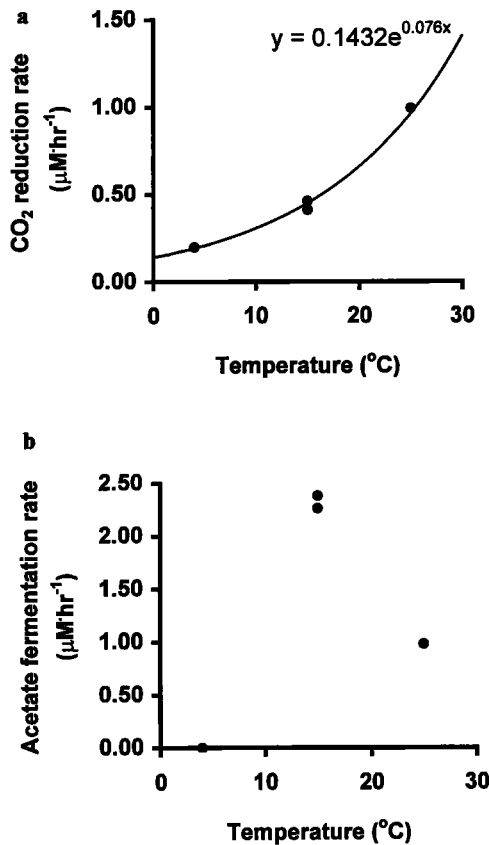 a
y = 0.1432e^0.076x
CO₂ reduction rate
(μM·hr⁻¹)
1.50
1.00
0.50
0.00
0 10 20 30
Temperature (°C)
b
Acetate fermentation rate
(μM·hr⁻¹)
2.50
2.00
1.50
1.00
0.50
0.00
0 10 20 30
Temperature (°C)